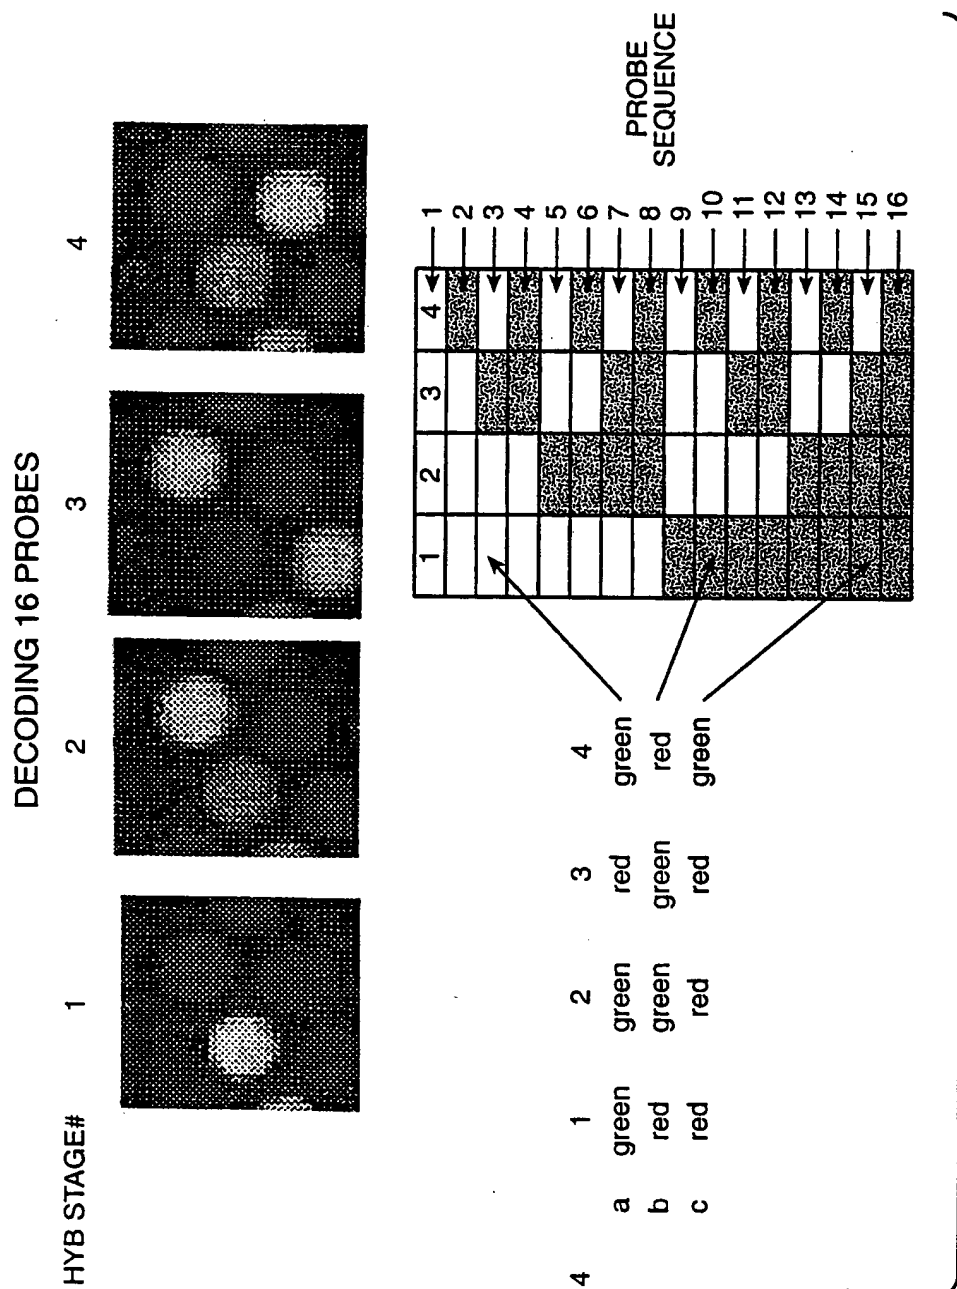 DECODING 16 PROBES
HYB STAGE# 1 2 3 4
4 1 2 3 4
a green green red green
b red green green red
c red red red green
1 2 3 4
1
2
3
4
5
6
7
8
9
10
11
12
13
14
15
16
PROBE
SEQUENCE